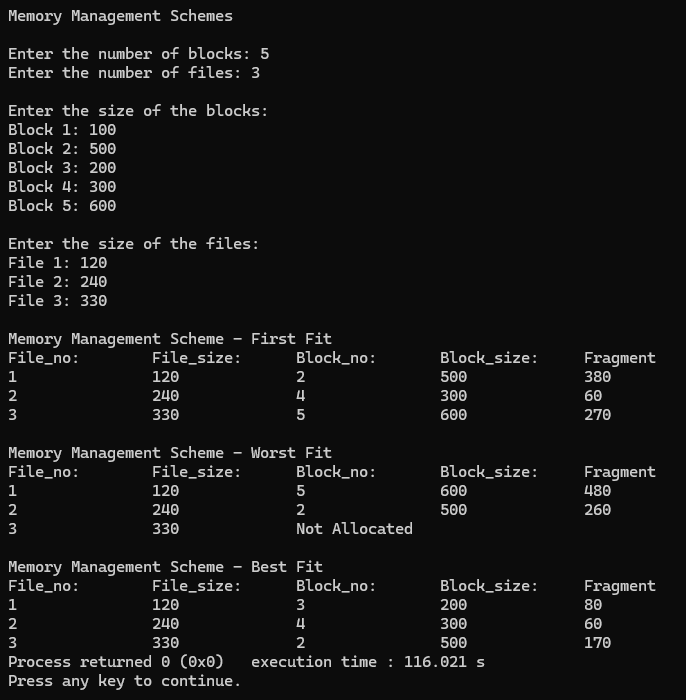 Memory Management Schemes
Enter the number of blocks: 5
Enter the number of files: 3
Enter the size of the blocks:
Block 1: 100
Block 2: 500
Block 3: 200
Block 4: 300
Block 5: 600
Enter the size of the files:
File 1: 120
File 2: 240
File 3: 330
Memory Management Scheme – First Fit
File_no: File_size: Block_no: Block_size: Fragment
1 120 2 500 380
2 240 4 300 60
3 330 5 600 270
Memory Management Scheme – Worst Fit
File_no: File_size: Block_no: Block_size: Fragment
1 120 5 600 480
2 240 2 500 260
3 330 Not Allocated
Memory Management Scheme – Best Fit
File_no: File_size: Block_no: Block_size: Fragment
1 120 3 200 80
2 240 4 300 60
3 330 2 500 170
Process returned 0 (0x0) execution time : 116.021 s
Press any key to continue.